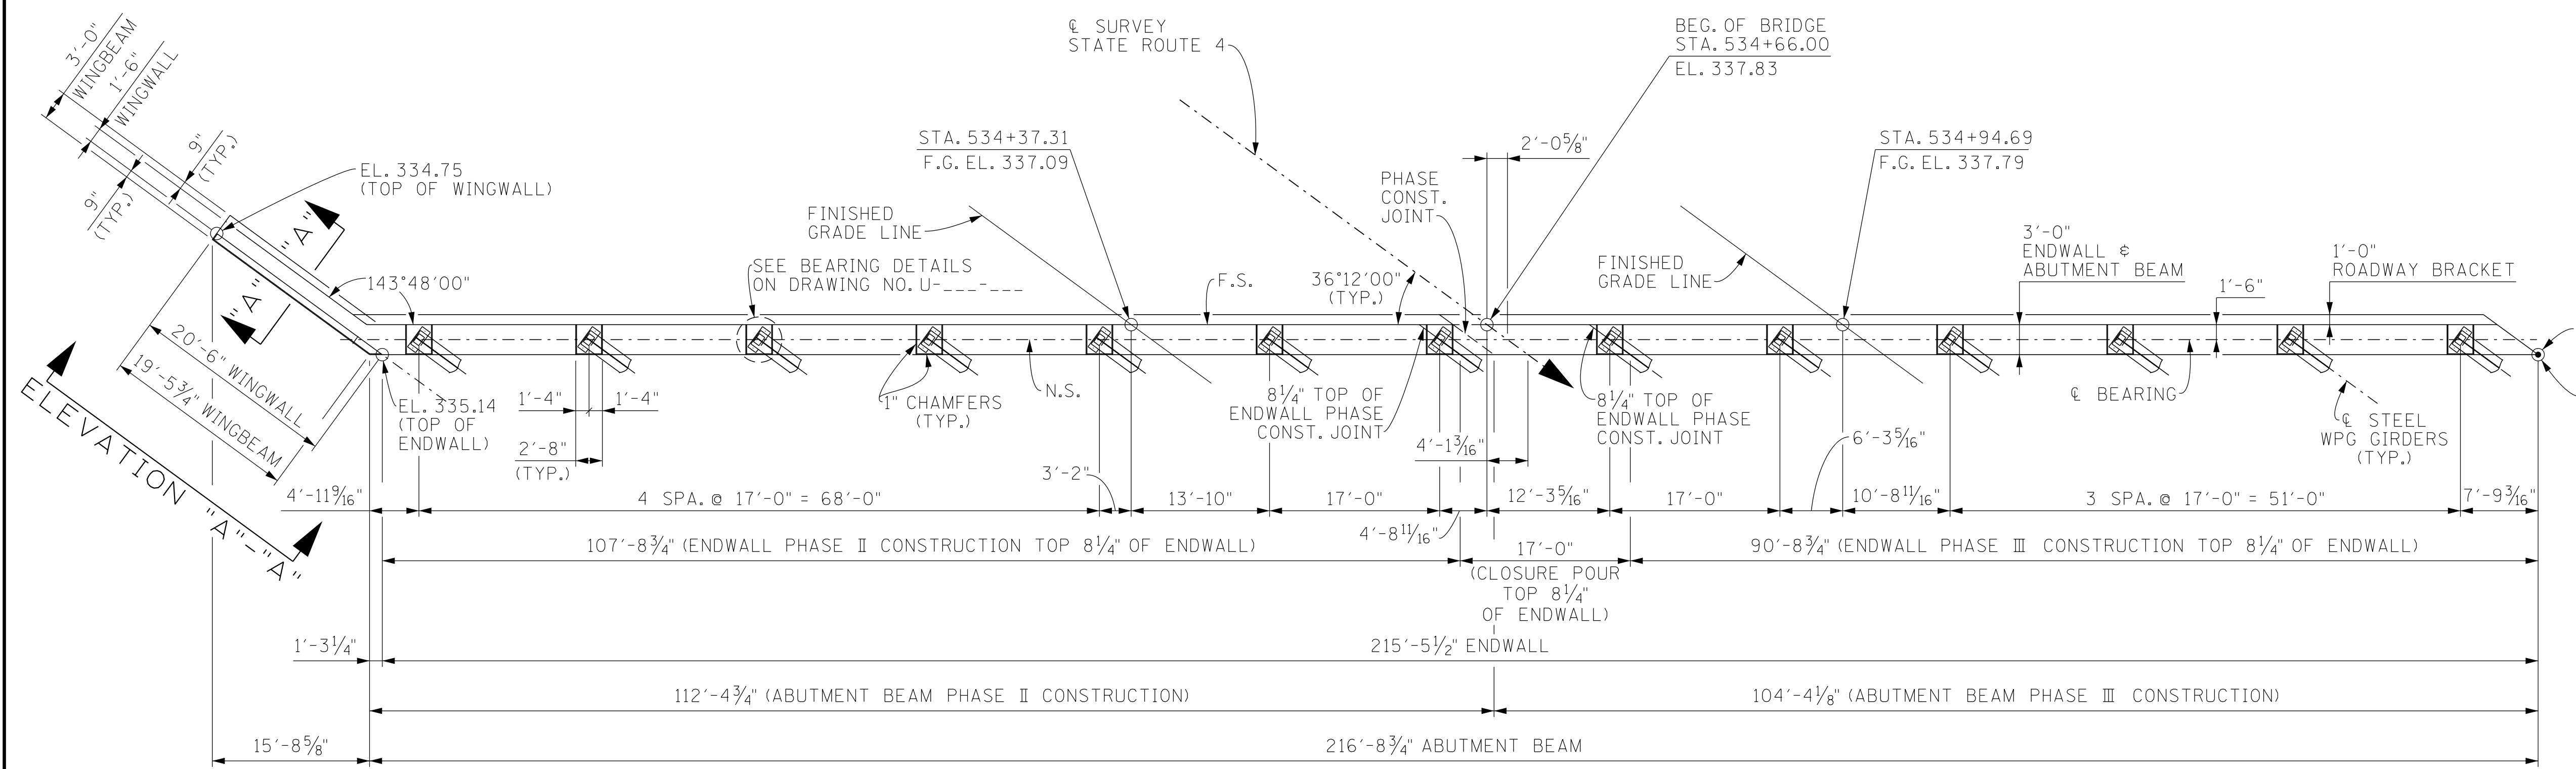 ℄ SURVEY
STATE ROUTE 4
BEG. OF BRIDGE
STA. 534+66.00
EL. 337.83
3'-0"
WINGBEAM
1'-6"
WINGWALL
9"
(TYP.)
9"
(TYP.)
EL. 334.75
(TOP OF WINGWALL)
"A"
"A"
143°48'00"
STA. 534+37.31
F.G. EL. 337.09
FINISHED
GRADE LINE
SEE BEARING DETAILS
ON DRAWING NO. U-___-___
F.S.
36°12'00"
(TYP.)
PHASE
CONST.
JOINT
2'-0⅝"
STA. 534+94.69
F.G. EL. 337.79
FINISHED
GRADE LINE
3'-0"
ENDWALL &
ABUTMENT BEAM
1'-6"
1'-0"
ROADWAY BRACKET
20'-6" WINGWALL
19'-5¾" WINGBEAM
ELEVATION "A"-"A"
EL. 335.14
(TOP OF
ENDWALL)
1'-4"
1'-4"
2'-8"
(TYP.)
1" CHAMFERS
(TYP.)
N.S.
8¼" TOP OF
ENDWALL PHASE
CONST. JOINT
4'-1³⁄₁₆"
8¼" TOP OF
ENDWALL PHASE
CONST. JOINT
℄ BEARING
℄ STEEL
WPG GIRDERS
(TYP.)
3'-2"
6'-3⁵⁄₁₆"
4'-11⁹⁄₁₆"
4 SPA. @ 17'-0" = 68'-0"
13'-10"
17'-0"
4'-8¹¹⁄₁₆"
12'-3⁵⁄₁₆"
17'-0"
10'-8¹¹⁄₁₆"
3 SPA. @ 17'-0" = 51'-0"
7'-9³⁄₁₆"
107'-8¾" (ENDWALL PHASE II CONSTRUCTION TOP 8¼" OF ENDWALL)
17'-0"
(CLOSURE POUR
TOP 8¼"
OF ENDWALL)
90'-8¾" (ENDWALL PHASE III CONSTRUCTION TOP 8¼" OF ENDWALL)
1'-3¼"
215'-5½" ENDWALL
112'-4¾" (ABUTMENT BEAM PHASE II CONSTRUCTION)
104'-4⅛" (ABUTMENT BEAM PHASE III CONSTRUCTION)
15'-8⅝"
216'-8¾" ABUTMENT BEAM